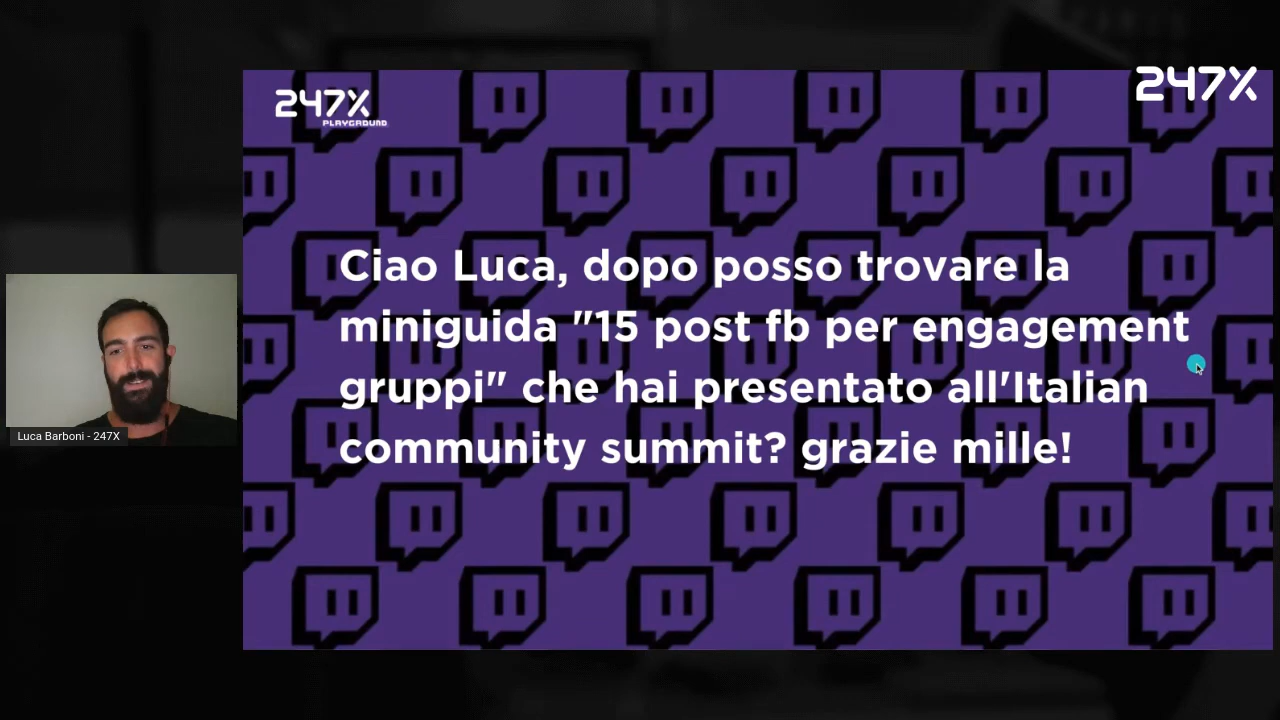 247X
247X
PLAYGROUND
Ciao Luca, dopo posso trovare la
miniguida "15 post fb per engagement
gruppi" che hai presentato all'Italian
community summit? grazie mille!
Luca Barboni - 247X